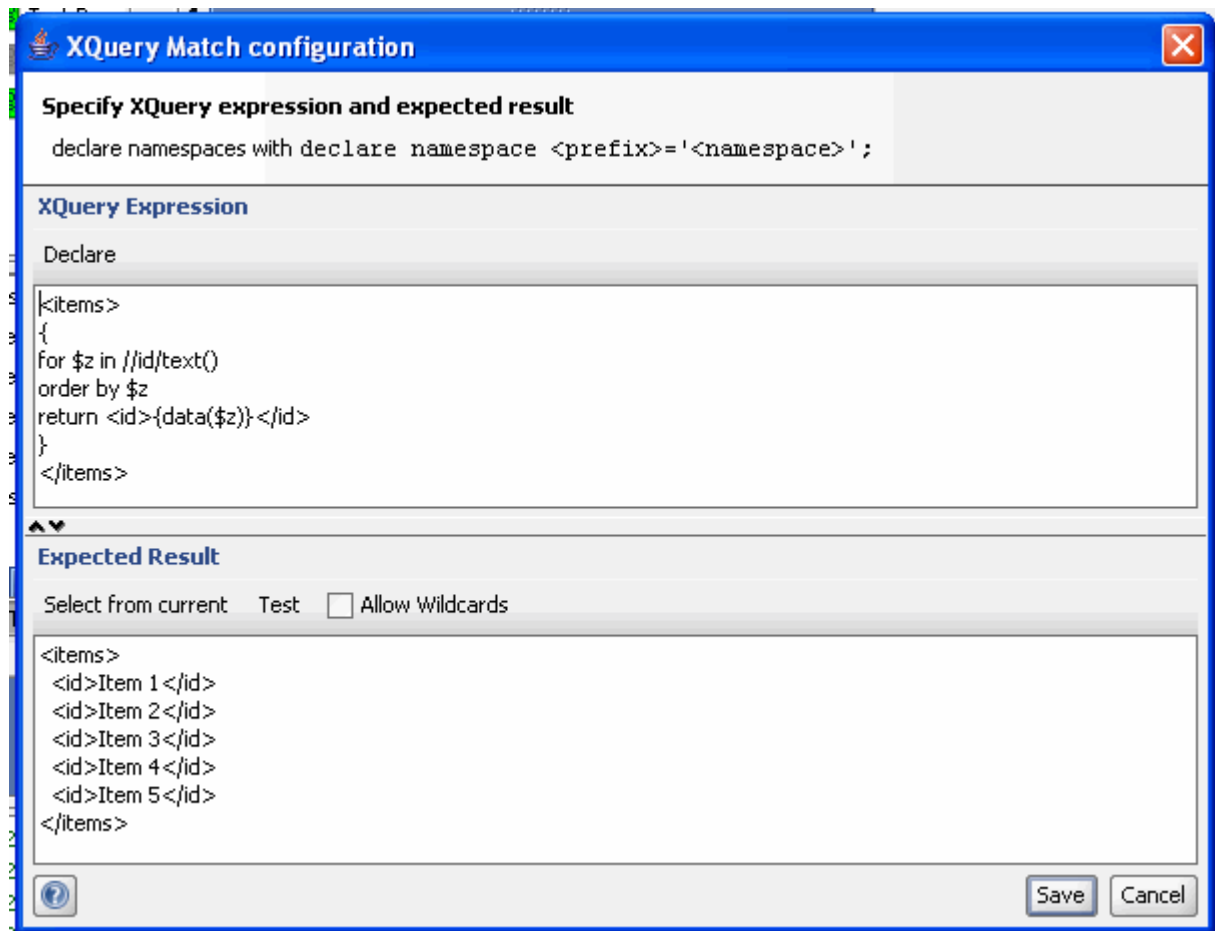 XQuery Match configuration
Specify XQuery expression and expected result
declare namespaces with declare namespace <prefix>='<namespace>';
XQuery Expression
Declare
<items>
{
for $z in //id/text()
order by $z
return <id>{data($z)}</id>
}
</items>
Expected Result
Select from current Test Allow Wildcards
<items>
<id>Item 1</id>
<id>Item 2</id>
<id>Item 3</id>
<id>Item 4</id>
<id>Item 5</id>
</items>
Save Cancel